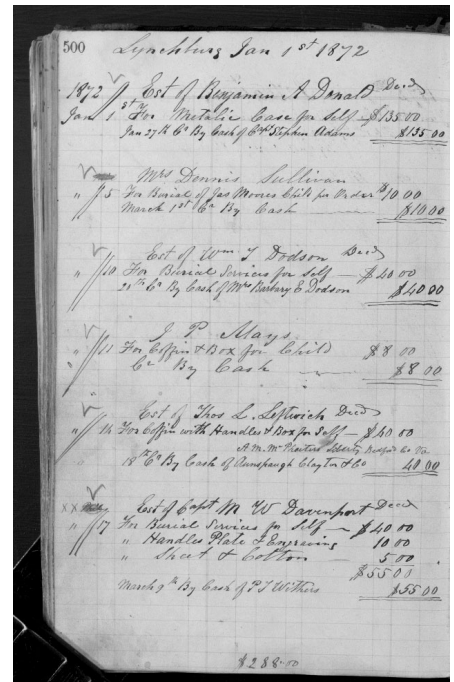 500 Lynchburg Jan 1st 1872
1872 Est of Benjamin A Donald Decd
Jan 1st For Metalic Case for Self — $135.00
Jan 27th Cr By Cash of Stephen Adams $135 00
Mrs Dennis Sullivan
" 5 For Burial of Jas Moores Child per Order $10 00
March 1st Cr By Cash — $10 00
Est of Wm T Dodson Decd
" 10 For Burial Services for Self — $40 00
20th Cr By Cash of Mrs Barbary E Dodson $40 00
J P Mays
" 11 For Coffin & Box for Child $8 00
" Cr By Cash — $8 00
Est of Thos L. Leftwich Decd
" 14 For Coffin with Handles & Box for Self — $40 00
A. M. Liberty Co Va
18th Cr By Cash of Clayton & Co 40 00
Est of Capt M W Davenport Decd
" 17 For Burial Services for Self — $40 00
" Handles Plate & Engraving 10 00
" Sheet & Cotton — 5 00
$55 00
March 9th By Cash of P T Withers $55 00
$288.00